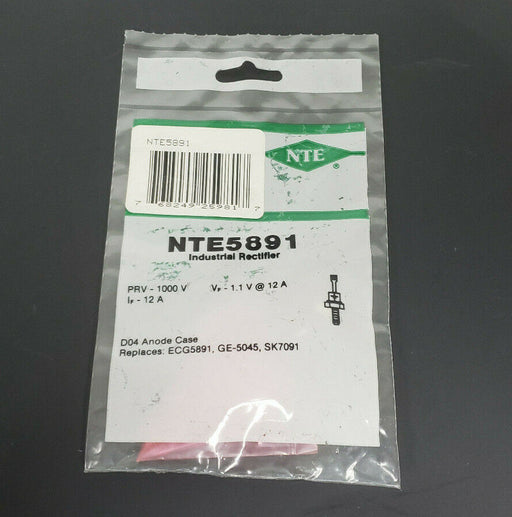 NTE5891
7 68249 25981 7
NTE
®
NTE5891
Industrial Rectifier
PRV - 1000 V VF - 1.1 V @ 12 A
IF - 12 A
D04 Anode Case
Replaces: ECG5891, GE-5045, SK7091